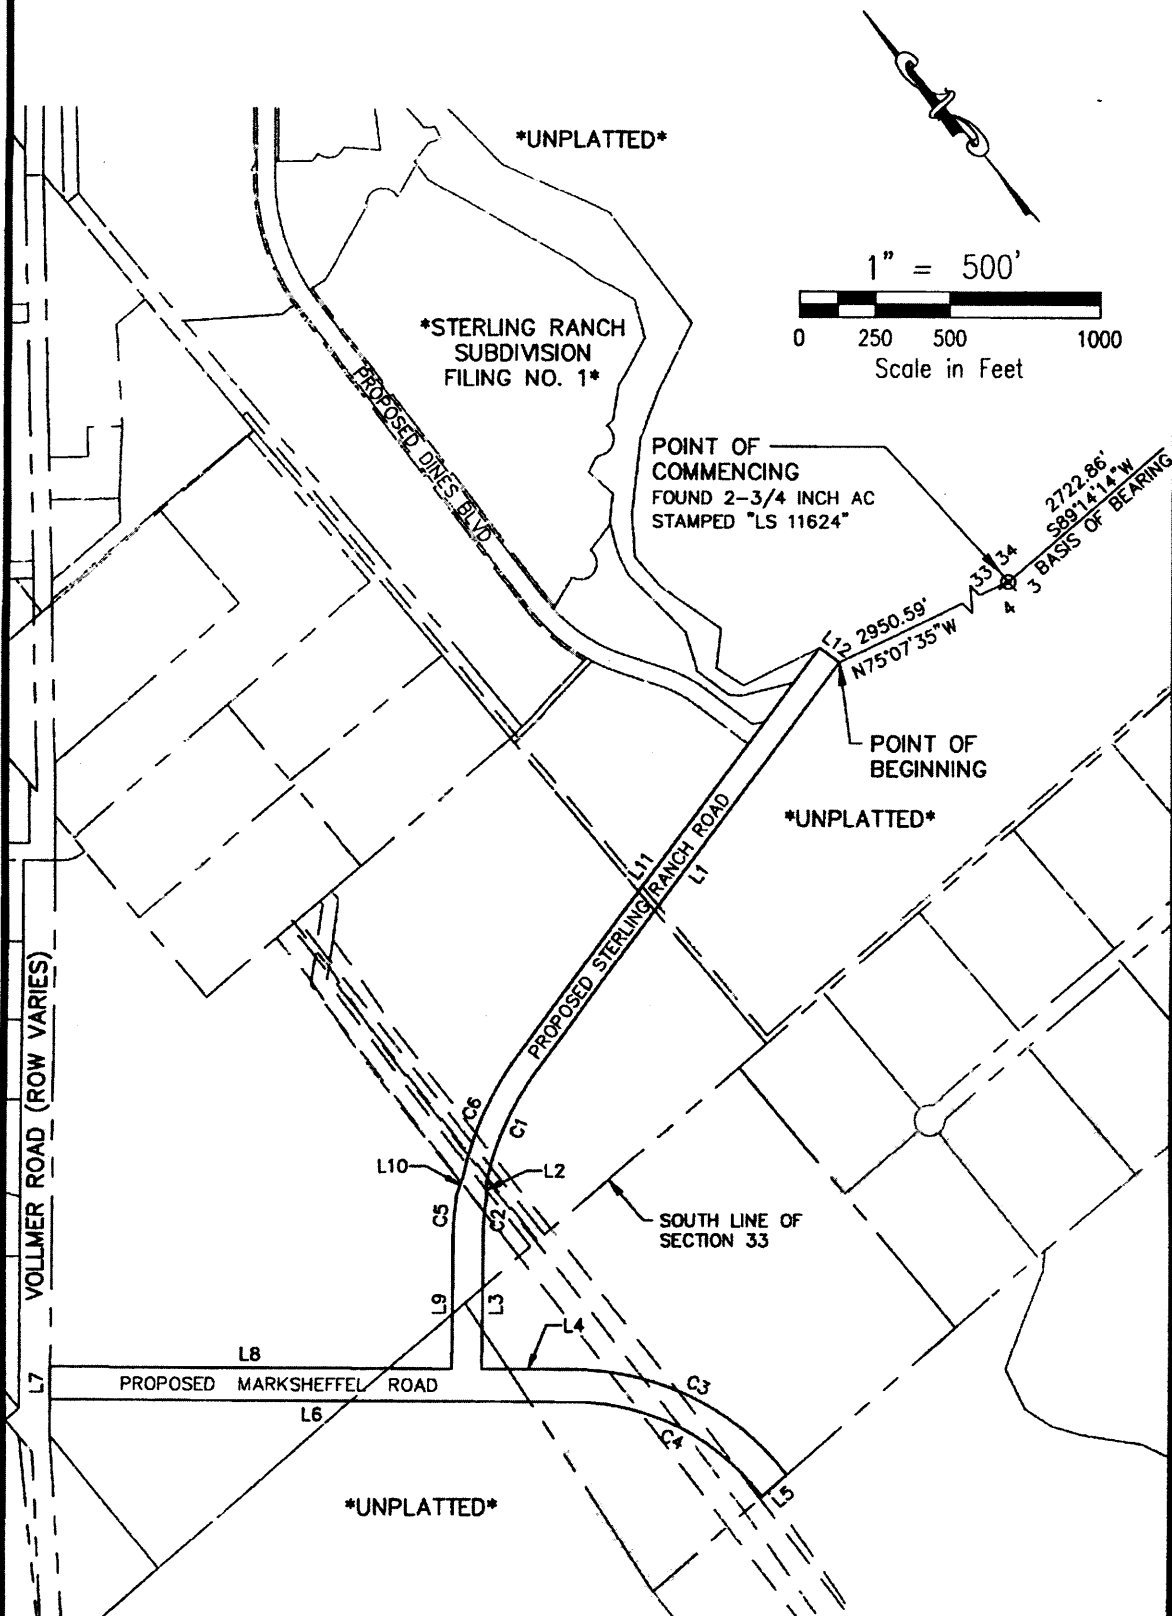 *UNPLATTED*
1" = 500'
0 250 500 1000
Scale in Feet
*STERLING RANCH
SUBDIVISION
FILING NO. 1*
PROPOSED DINES BLVD
POINT OF
COMMENCING
FOUND 2-3/4 INCH AC
STAMPED "LS 11624"
2722.86'
S89°14'14"W
BASIS OF BEARING
33 34
4 3
L12
2950.59'
N75°07'35"W
POINT OF
BEGINNING
*UNPLATTED*
L11
L1
PROPOSED STERLING RANCH ROAD
VOLLMER ROAD (ROW VARIES)
C6
C1
L10
L2
C5
C2
SOUTH LINE OF
SECTION 33
L9
L3
L4
L8
L7
PROPOSED MARKSHEFFEL ROAD
L6
C3
C4
L5
*UNPLATTED*